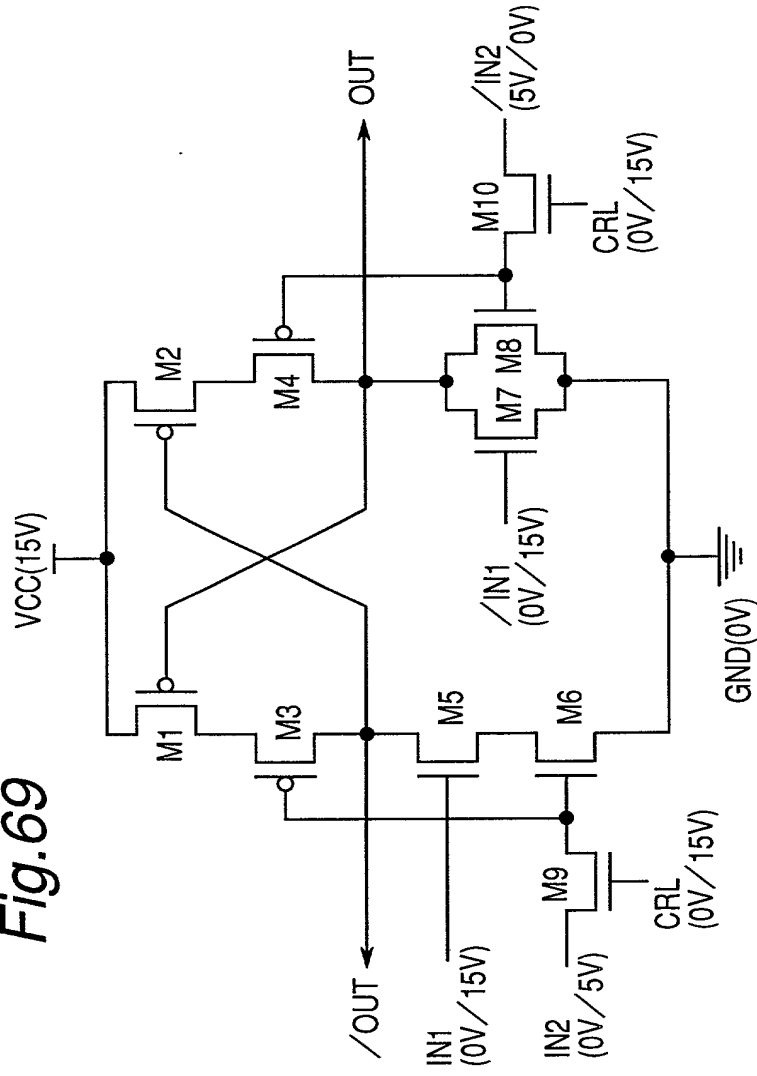 Fig.69
VCC(15V)
M1
M2
M3
M4
/OUT
OUT
M5
M6
M7
M8
M9
M10
IN1
(0V/15V)
IN2
(0V/5V)
CRL
(0V/15V)
/IN1
(0V/15V)
/IN2
(5V/0V)
CRL
(0V/15V)
GND(0V)